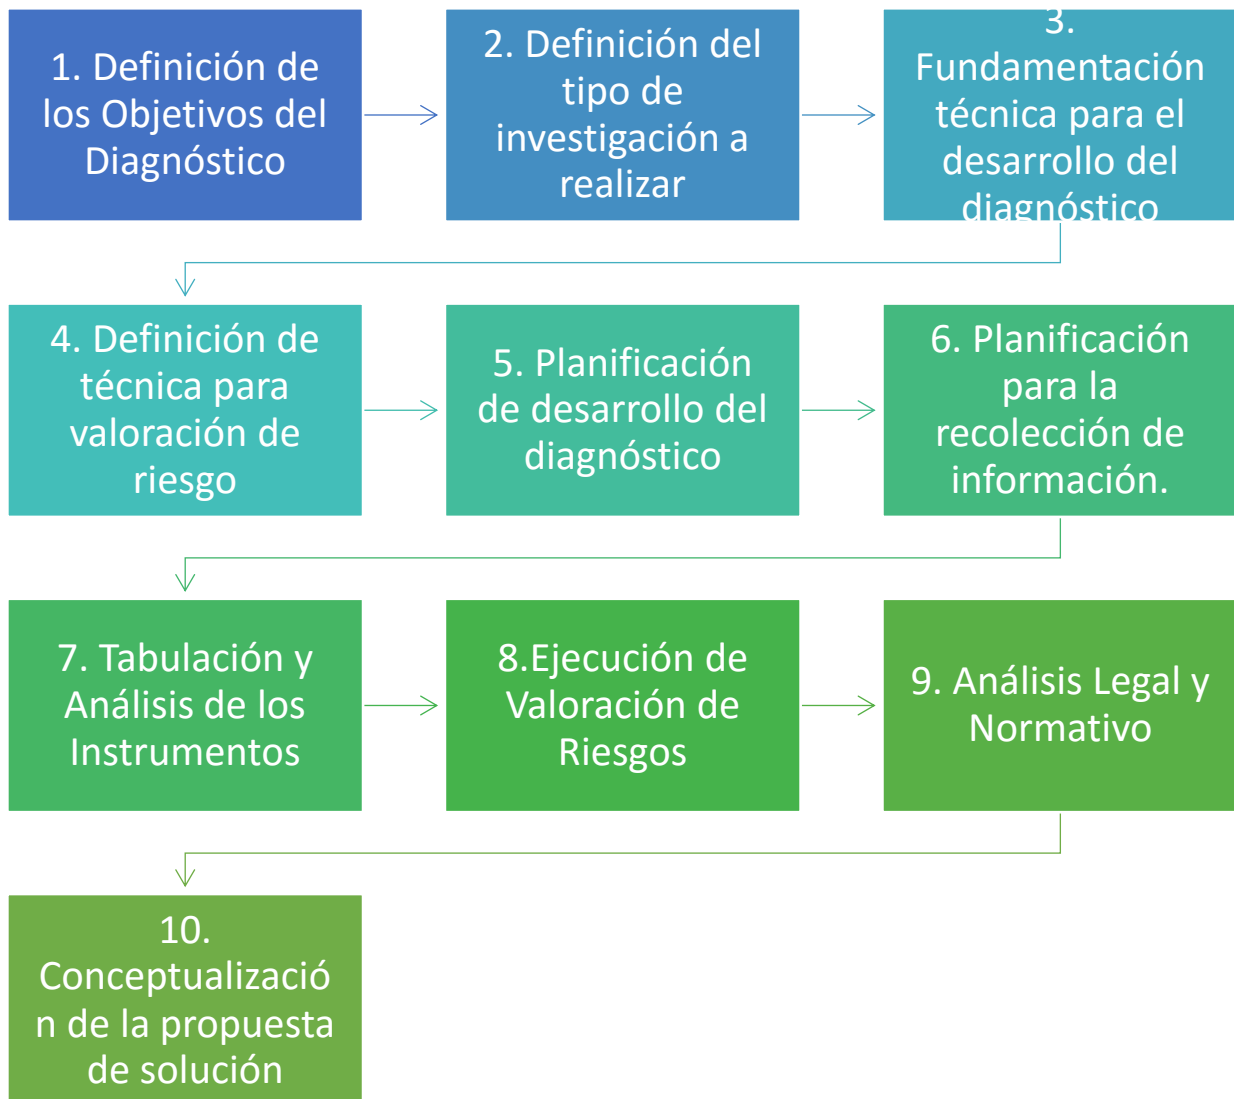 1. Definición de
los Objetivos del
Diagnóstico
2. Definición del
tipo de
investigación a
realizar
3.
Fundamentación
técnica para el
desarrollo del
diagnóstico
4. Definición de
técnica para
valoración de
riesgo
5. Planificación
de desarrollo del
diagnóstico
6. Planificación
para la
recolección de
información.
7. Tabulación y
Análisis de los
Instrumentos
8.Ejecución de
Valoración de
Riesgos
9. Análisis Legal y
Normativo
10.
Conceptualizació
n de la propuesta
de solución